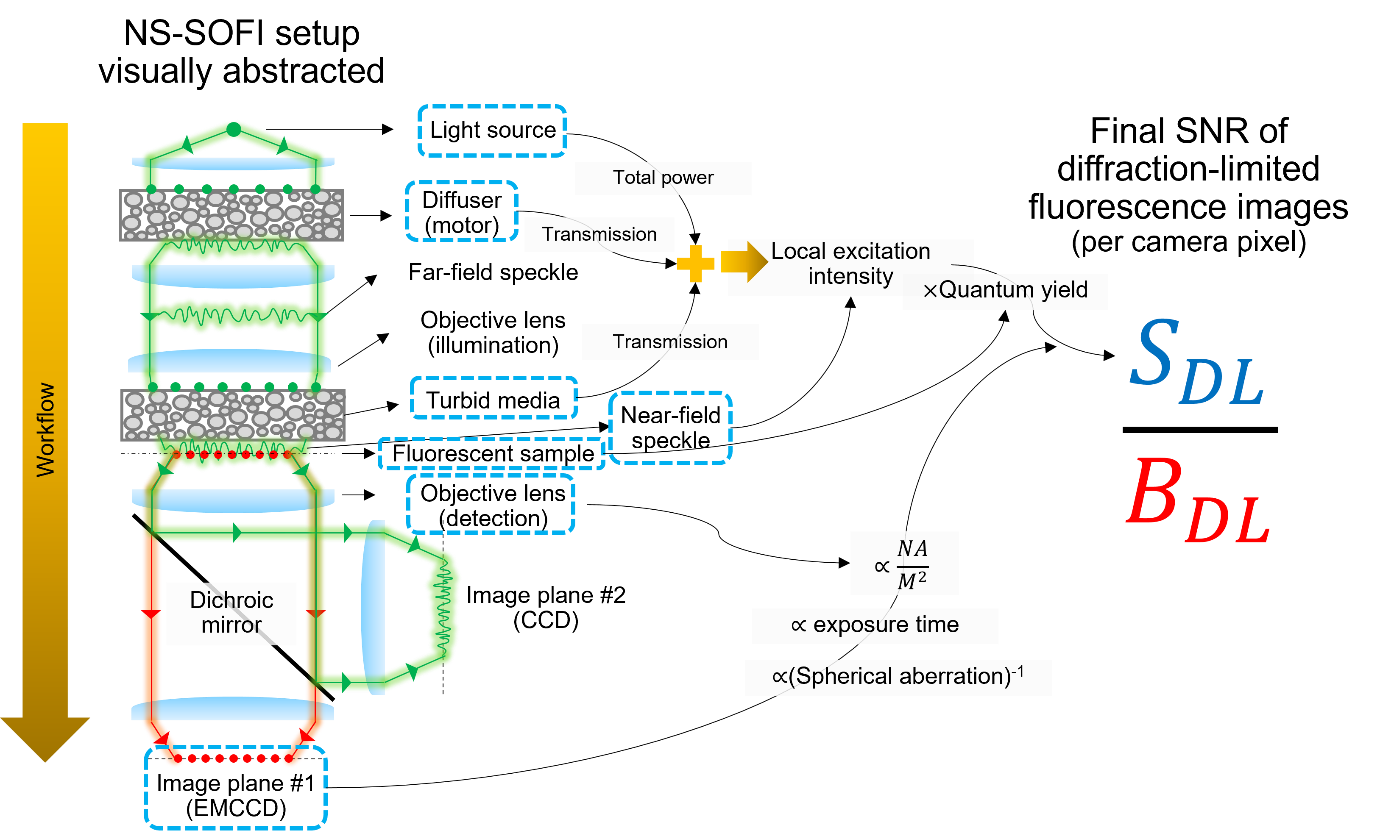 NS-SOFI setup
visually abstracted
Workflow
Light source
Diffuser
(motor)
Far-field speckle
Objective lens
(illumination)
Turbid media
Near-field
speckle
Fluorescent sample
Objective lens
(detection)
Dichroic
mirror
Image plane #2
(CCD)
Image plane #1
(EMCCD)
Total power
Transmission
Transmission
Local excitation
intensity
×Quantum yield
∝ NA/M²
∝ exposure time
∝(Spherical aberration)⁻¹
Final SNR of
diffraction-limited
fluorescence images
(per camera pixel)
S_DL
B_DL